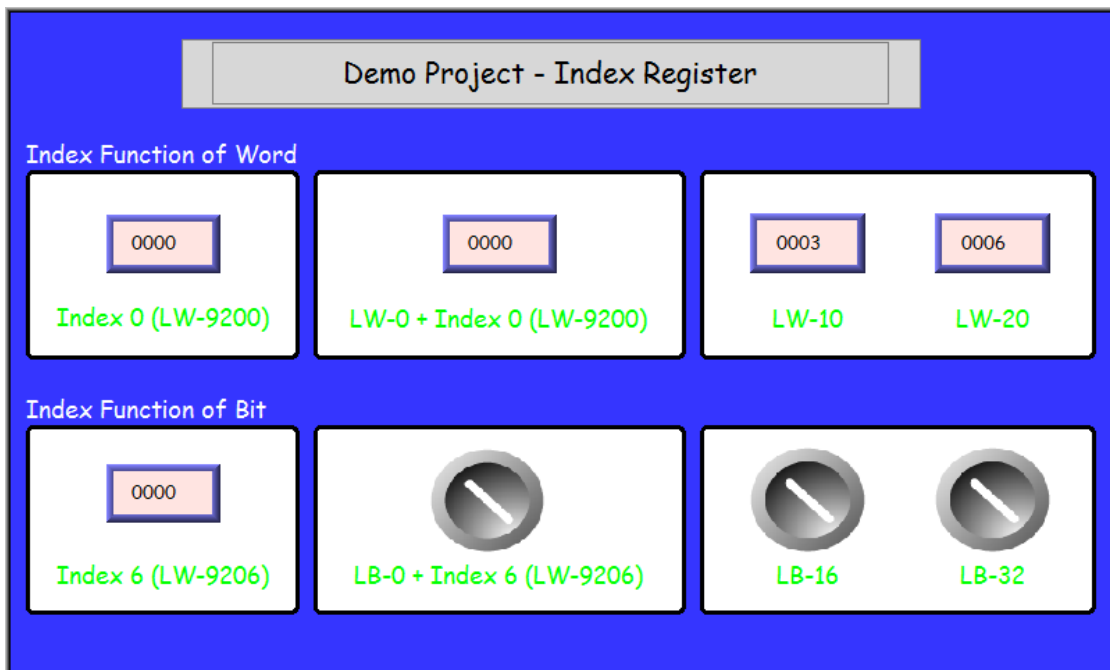 Demo Project - Index Register
Index Function of Word
0000
Index 0 (LW-9200)
0000
LW-0 + Index 0 (LW-9200)
0003 0006
LW-10 LW-20
Index Function of Bit
0000
Index 6 (LW-9206)
LB-0 + Index 6 (LW-9206)
LB-16 LB-32